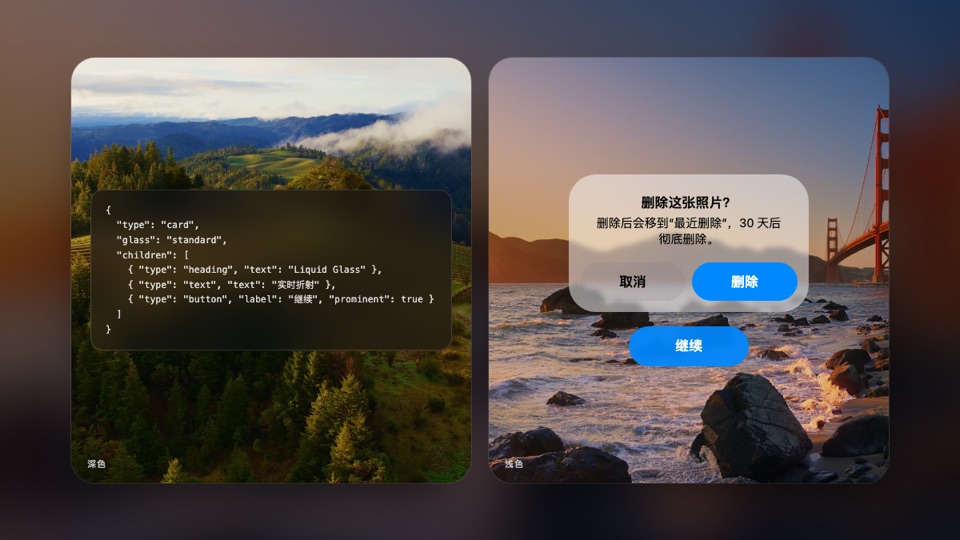 {
  "type": "card",
  "glass": "standard",
  "children": [
    { "type": "heading", "text": "Liquid Glass" },
    { "type": "text", "text": "实时折射" },
    { "type": "button", "label": "继续", "prominent": true }
  ]
}
深色
删除这张照片?
删除后会移到“最近删除”，30 天后
彻底删除。
取消 删除
继续
浅色